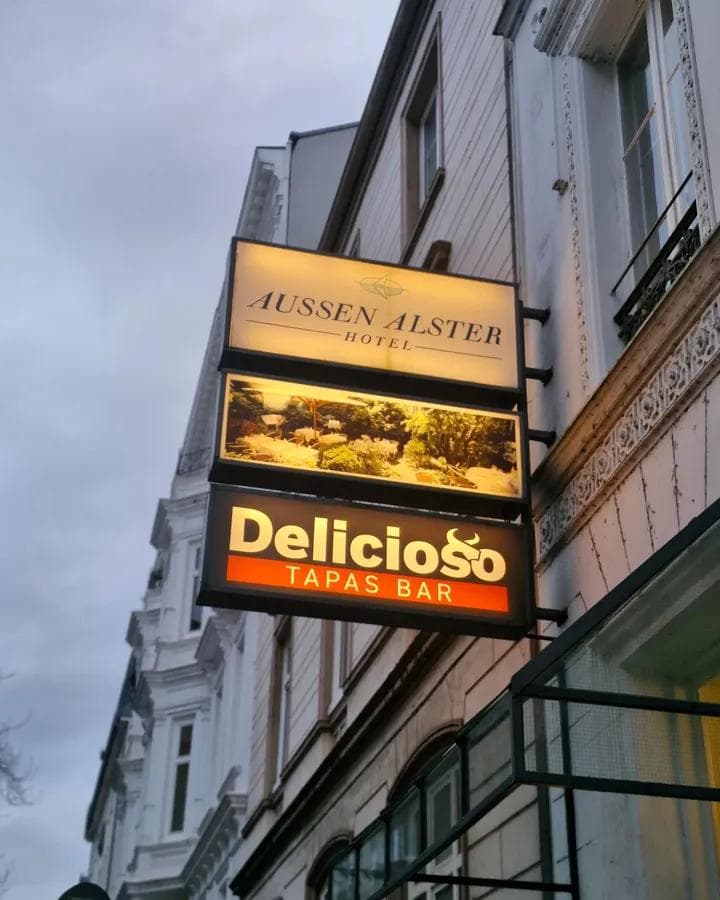 AUSSEN ALSTER
HOTEL
Delicioso
TAPAS BAR